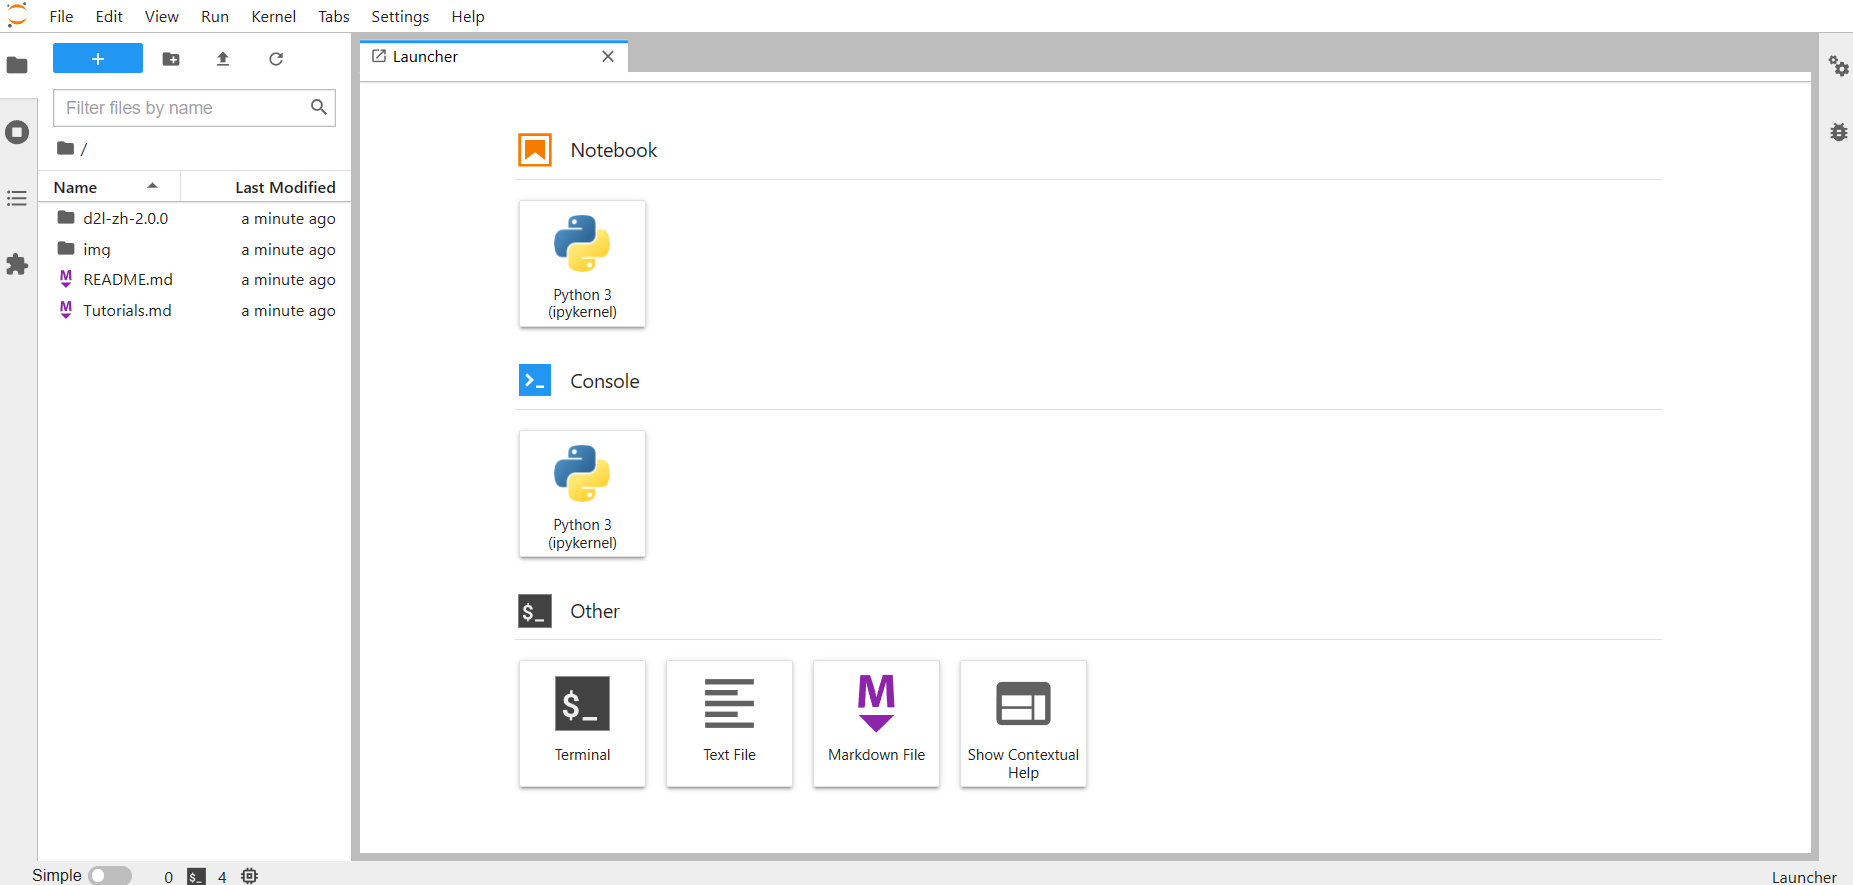 File Edit View Run Kernel Tabs Settings Help
+
Filter files by name
/
Name Last Modified
d2l-zh-2.0.0 a minute ago
img a minute ago
M README.md a minute ago
M Tutorials.md a minute ago
Launcher
Notebook
Python 3
(ipykernel)
Console
Python 3
(ipykernel)
$_ Other
$_
Terminal
Text File
M
Markdown File
Show Contextual
Help
Simple 0 $_ 4 Launcher